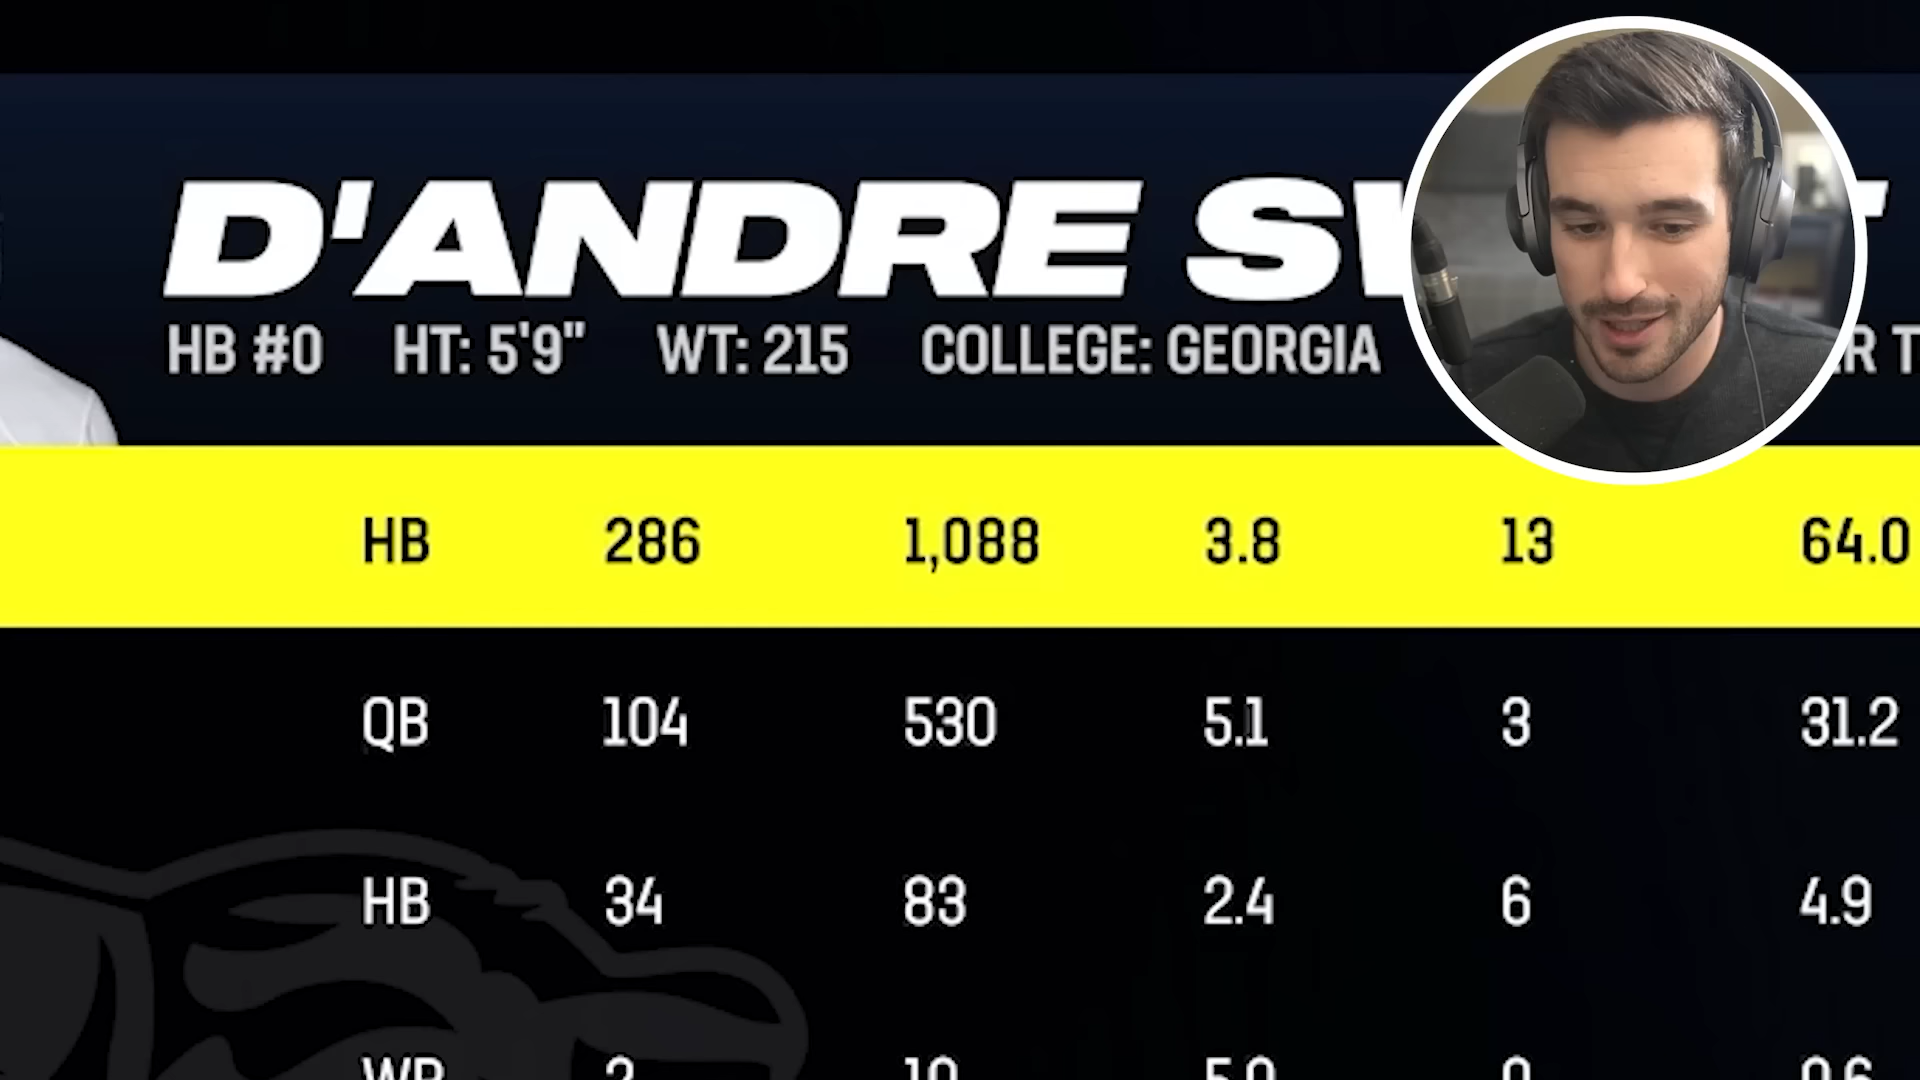 D'ANDRE
HB #0 HT: 5'9" WT: 215 COLLEGE: GEORGIA
HB 286 1,088 3.8 13 64.0
QB 104 530 5.1 3 31.2
HB 34 83 2.4 6 4.9